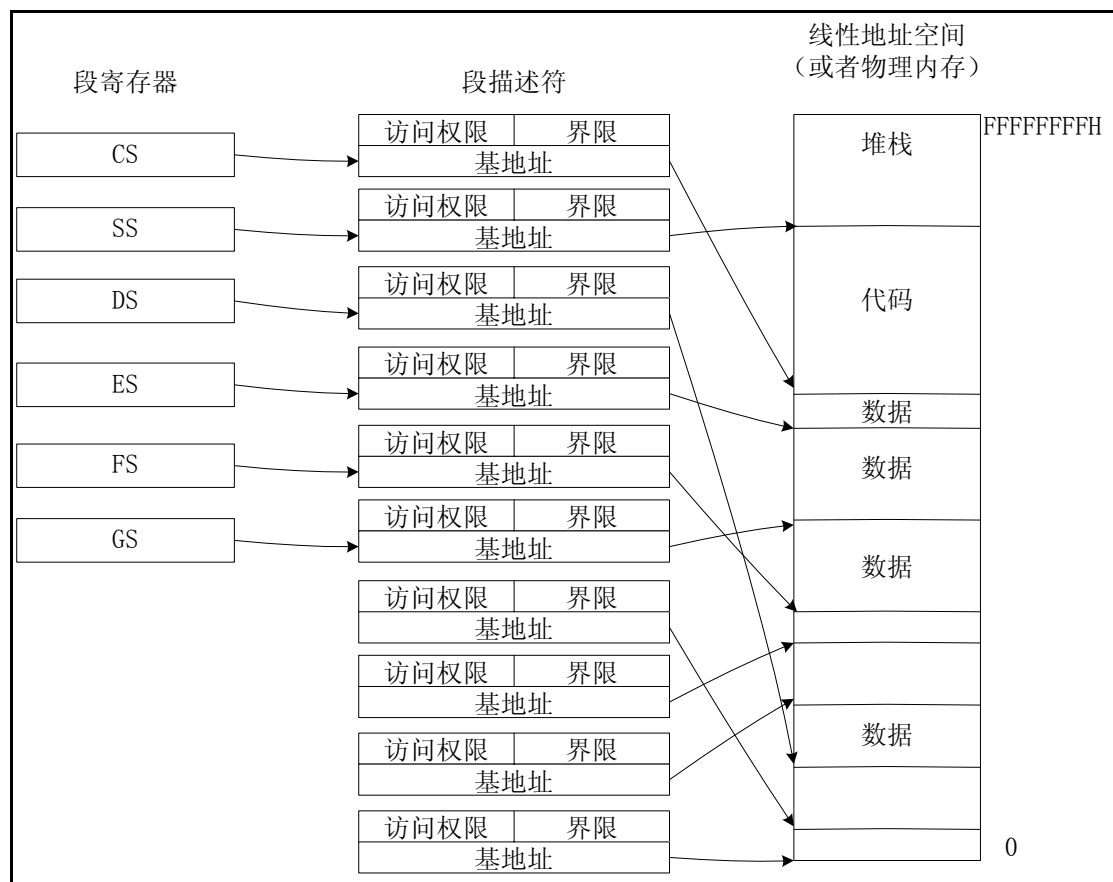 线性地址空间
(或者物理内存)
段寄存器
段描述符
FFFFFFFFH
访问权限 界限
堆栈
CS
基地址
访问权限 界限
SS
基地址
访问权限 界限
DS
基地址
代码
访问权限 界限
ES
基地址
数据
访问权限 界限
FS
基地址
数据
访问权限 界限
GS
基地址
数据
访问权限 界限
基地址
访问权限 界限
基地址
数据
访问权限 界限
基地址
访问权限 界限
基地址
0